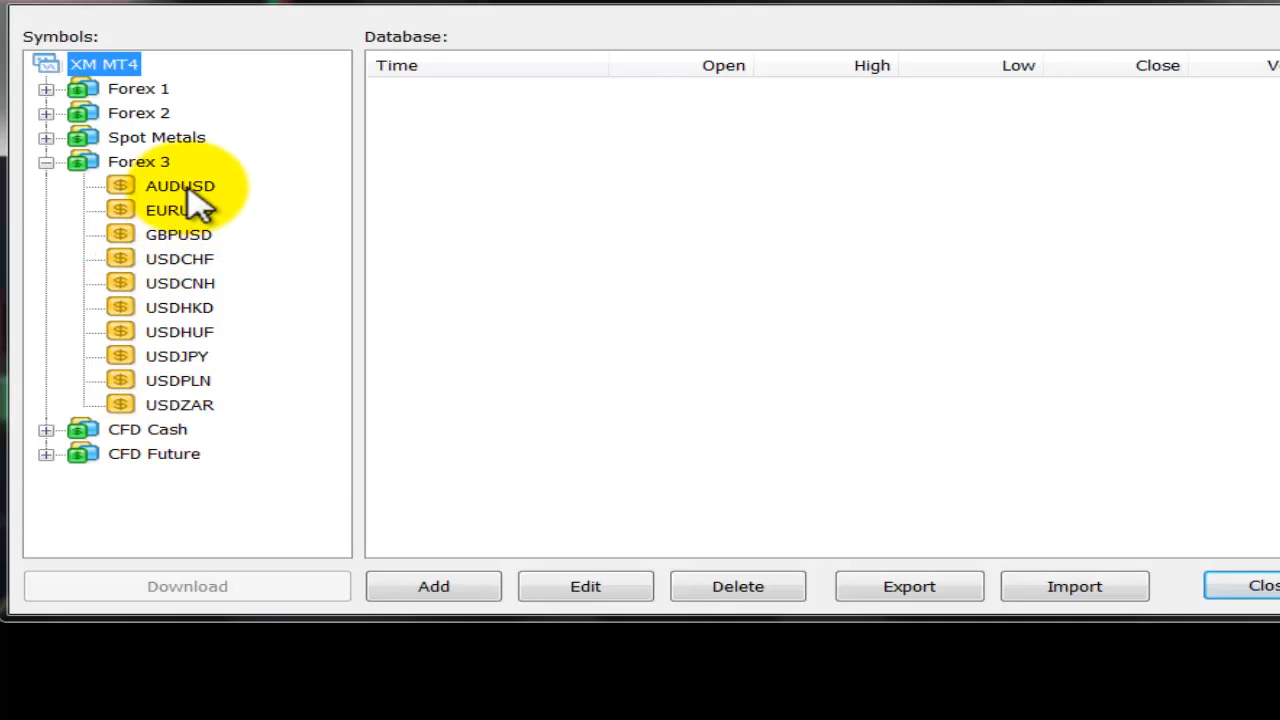 Symbols:
Database:
XM MT4
Forex 1
Forex 2
Spot Metals
Forex 3
AUDUSD
GBPUSD
USDCHF
USDCNH
USDHKD
USDHUF
USDJPY
USDPLN
USDZAR
CFD Cash
CFD Future
Time Open High Low Close
Download Add Edit Delete Export Import